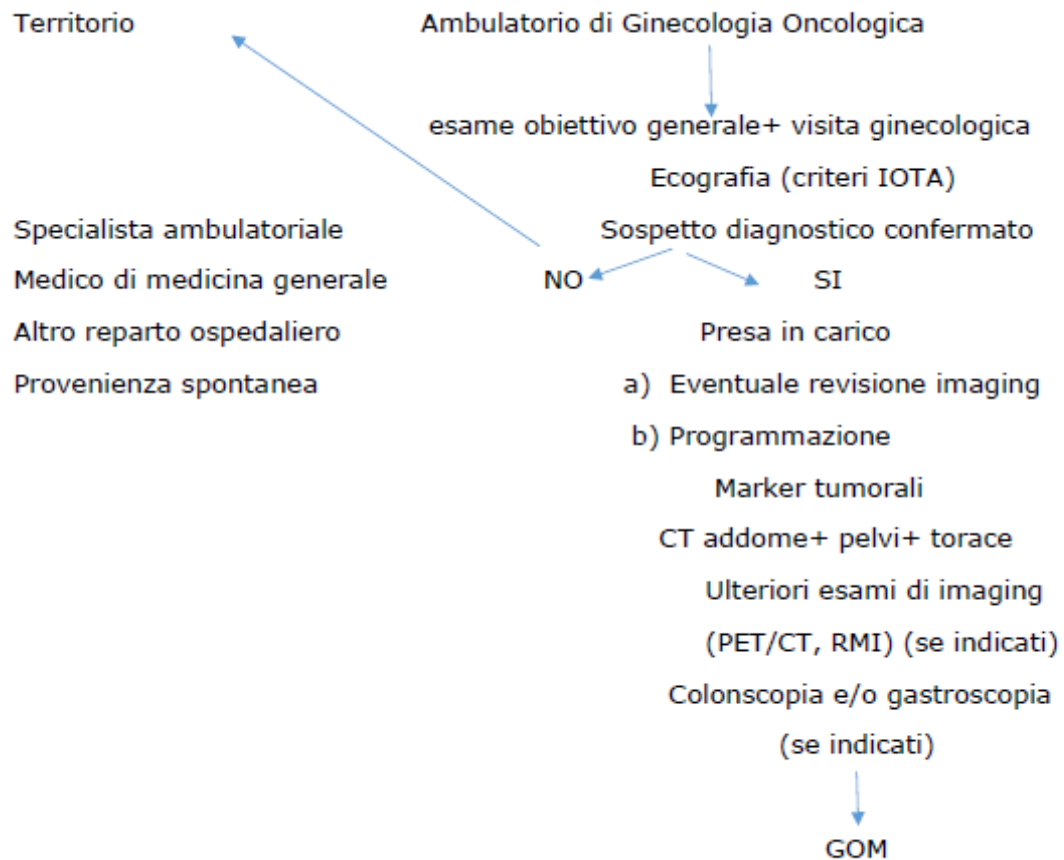 Territorio
Ambulatorio di Ginecologia Oncologica
esame obiettivo generale+ visita ginecologica
Ecografia (criteri IOTA)
Specialista ambulatoriale
Sospetto diagnostico confermato
Medico di medicina generale
NO
SI
Altro reparto ospedaliero
Presa in carico
Provenienza spontanea
a) Eventuale revisione imaging
b) Programmazione
Marker tumorali
CT addome+ pelvi+ torace
Ulteriori esami di imaging
(PET/CT, RMI) (se indicati)
Colonscopia e/o gastroscopia
(se indicati)
GOM